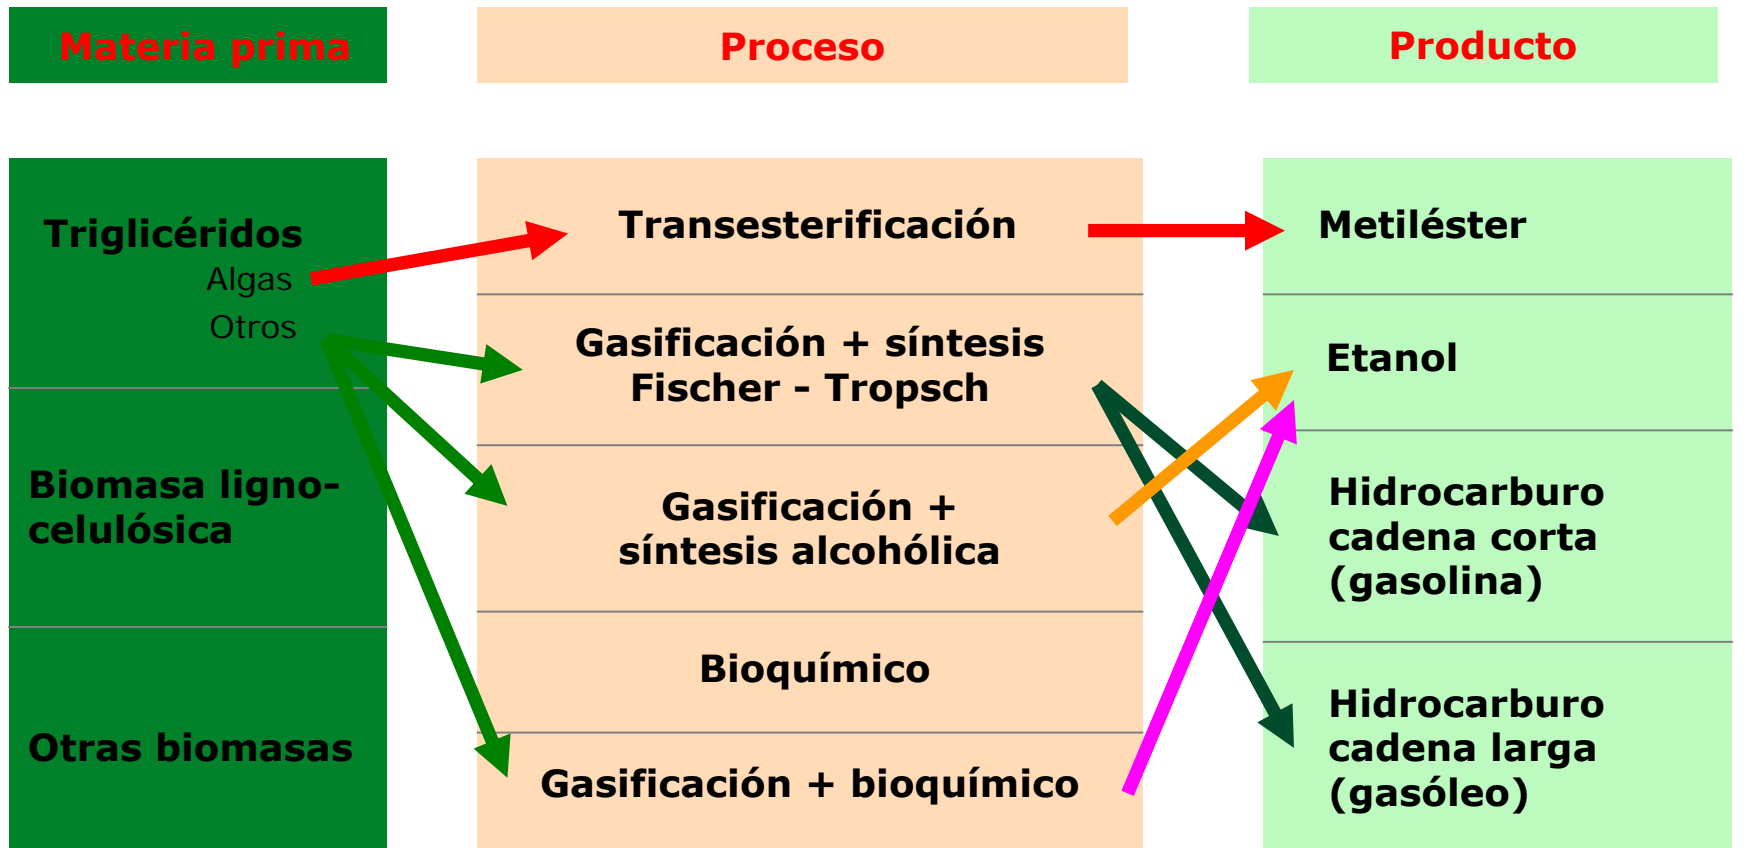 Materia prima
Proceso
Producto
Triglicéridos
Algas
Otros
Biomasa ligno-
celulósica
Otras biomasas
Transesterificación
Gasificación + síntesis
Fischer - Tropsch
Gasificación +
síntesis alcohólica
Bioquímico
Gasificación + bioquímico
Metiléster
Etanol
Hidrocarburo
cadena corta
(gasolina)
Hidrocarburo
cadena larga
(gasóleo)